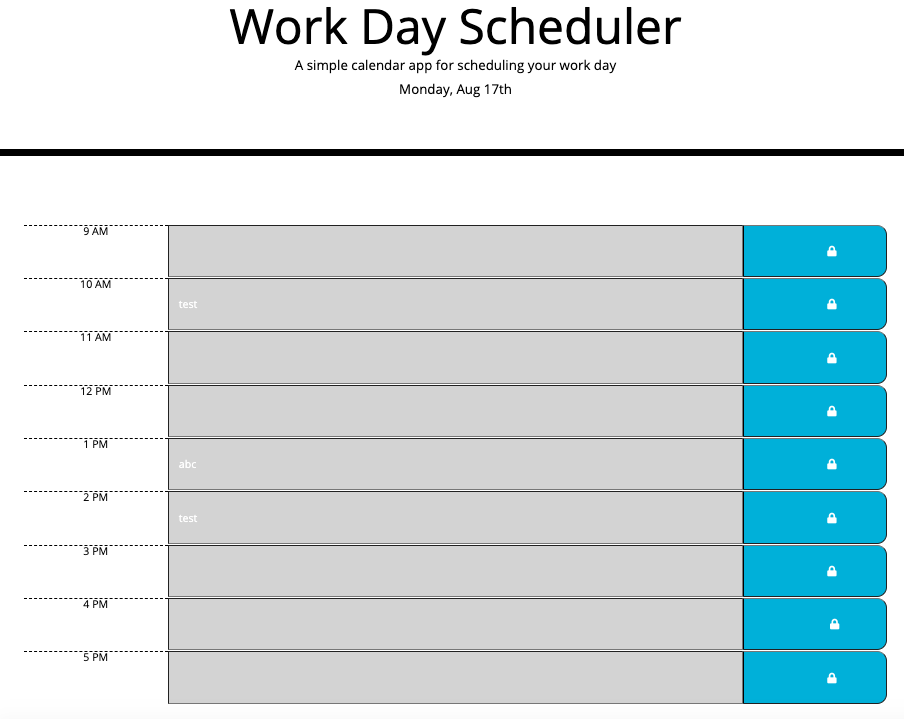 Work Day Scheduler
A simple calendar app for scheduling your work day
Monday, Aug 17th
9 AM
10 AM
test
11 AM
12 PM
1 PM
abc
2 PM
test
3 PM
4 PM
5 PM